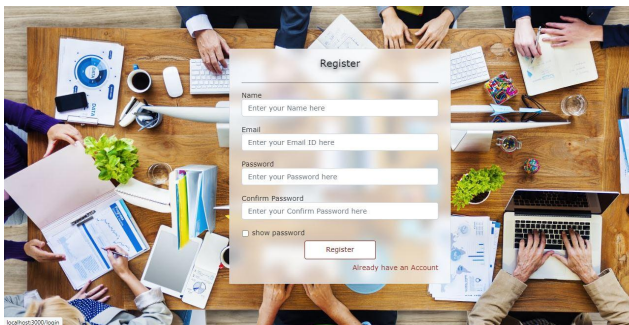 DATA
Register
Name
Enter your Name here
Email
Enter your Email ID here
Password
Enter your Password here
Confirm Password
Enter your Confirm Password here
show password
Register
Already have an Account
localhost:3000/login